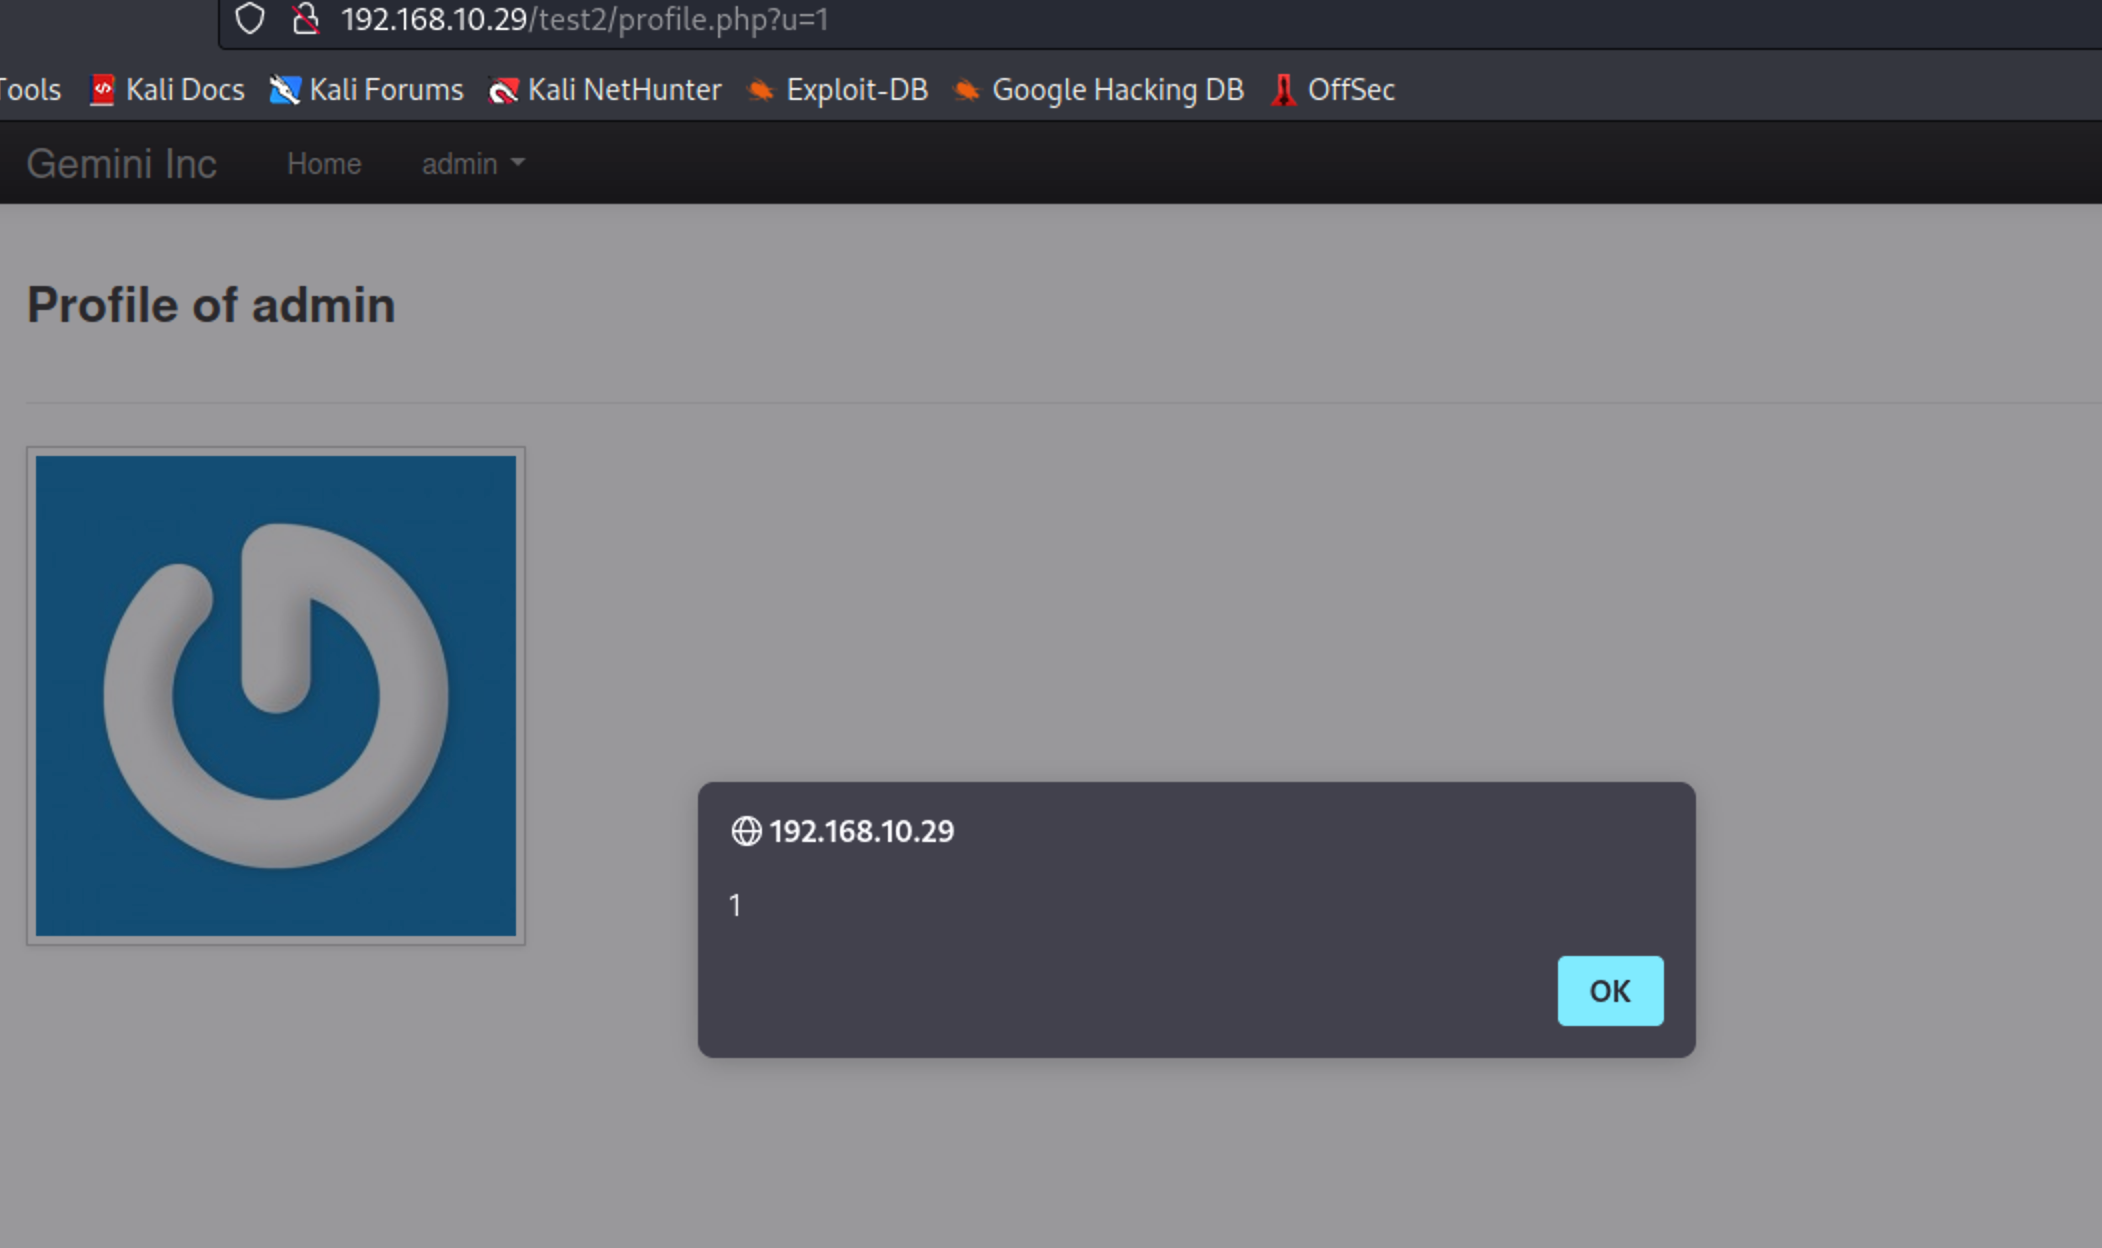 192.168.10.29/test2/profile.php?u=1
Tools Kali Docs Kali Forums Kali NetHunter Exploit-DB Google Hacking DB OffSec
Gemini Inc Home admin
Profile of admin
192.168.10.29
1
OK